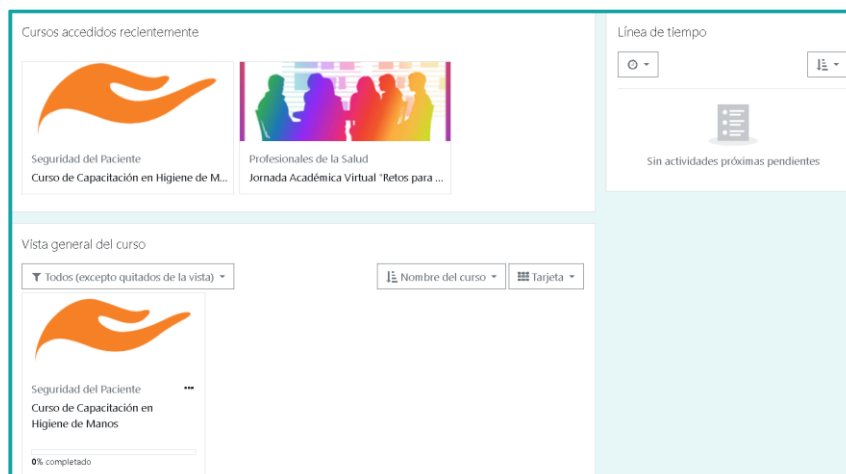 Cursos accedidos recientemente
Seguridad del Paciente
Curso de Capacitación en Higiene de M...
Profesionales de la Salud
Jornada Académica Virtual "Retos para ...
Línea de tiempo
Sin actividades próximas pendientes
Vista general del curso
Todos (excepto quitados de la vista)
Nombre del curso
Tarjeta
Seguridad del Paciente
Curso de Capacitación en
Higiene de Manos
0% completado